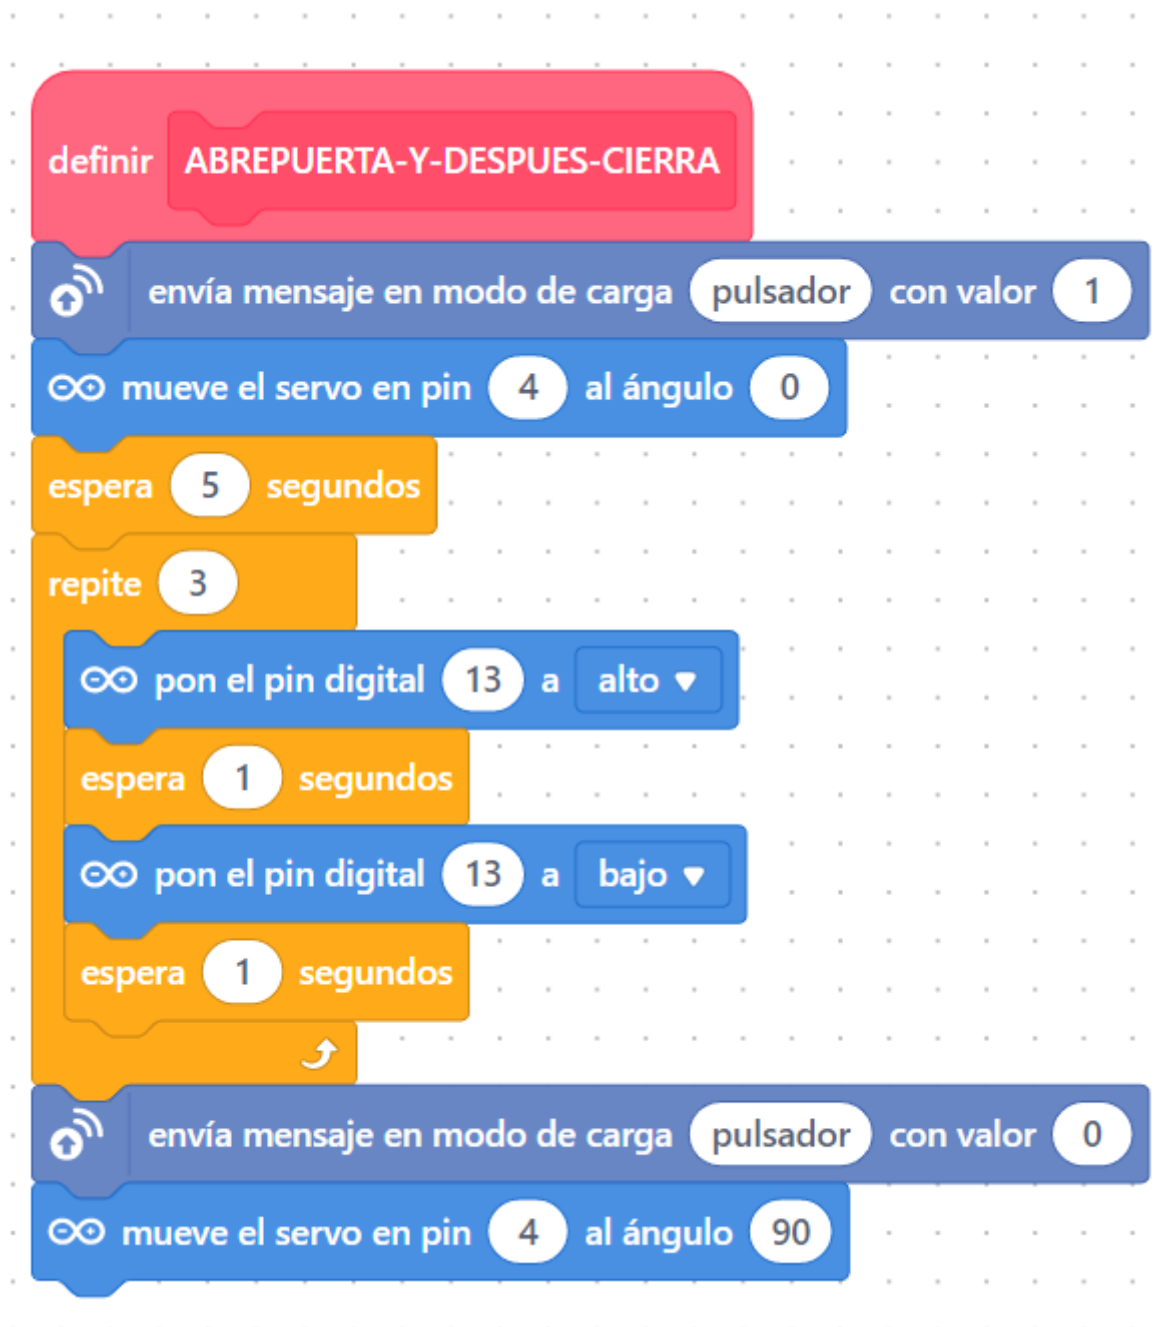 definir ABREPUERTA-Y-DESPUES-CIERRA
envía mensaje en modo de carga pulsador con valor 1
mueve el servo en pin 4 al ángulo 0
espera 5 segundos
repite 3
pon el pin digital 13 a alto
espera 1 segundos
pon el pin digital 13 a bajo
espera 1 segundos
envía mensaje en modo de carga pulsador con valor 0
mueve el servo en pin 4 al ángulo 90